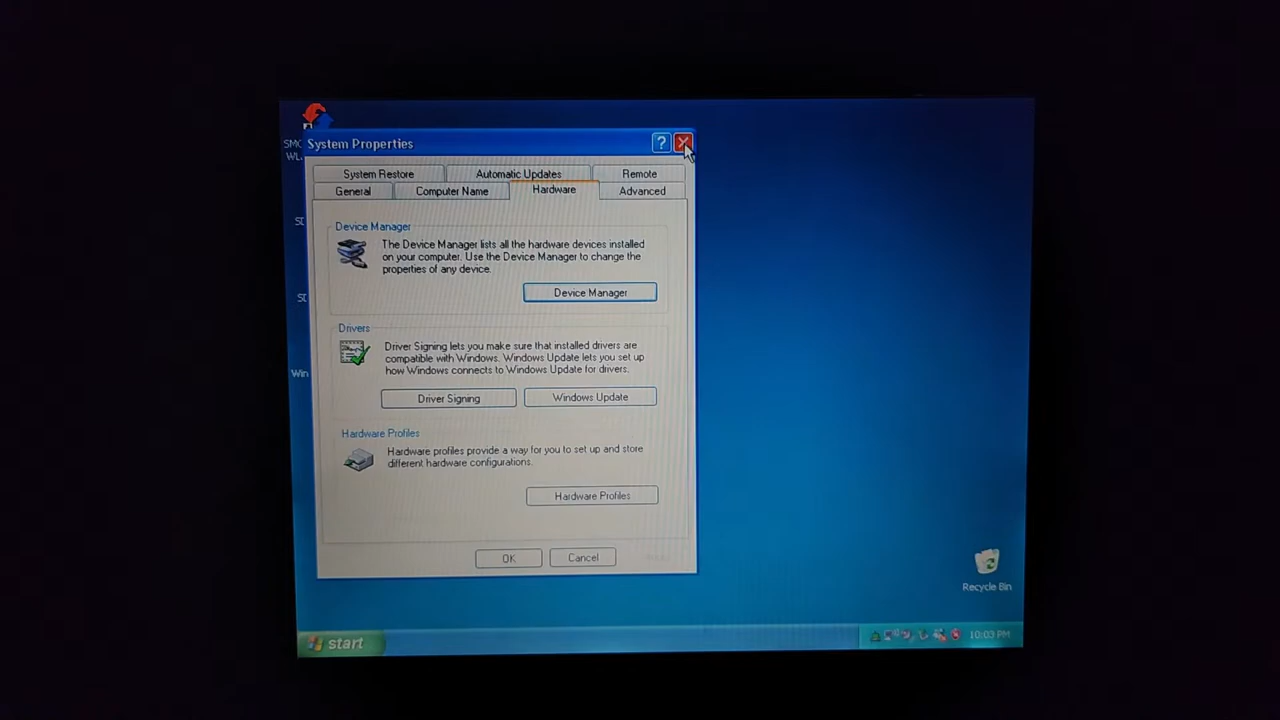 SMC
WL
System Properties
System Restore
Automatic Updates
Remote
General
Computer Name
Hardware
Advanced
Device Manager
The Device Manager lists all the hardware devices installed
on your computer. Use the Device Manager to change the
properties of any device.
Device Manager
Drivers
Driver Signing lets you make sure that installed drivers are
compatible with Windows. Windows Update lets you set up
how Windows connects to Windows Update for drivers.
Driver Signing
Windows Update
Hardware Profiles
Hardware profiles provide a way for you to set up and store
different hardware configurations.
Hardware Profiles
OK
Cancel
Win
Recycle Bin
start
10:03 PM